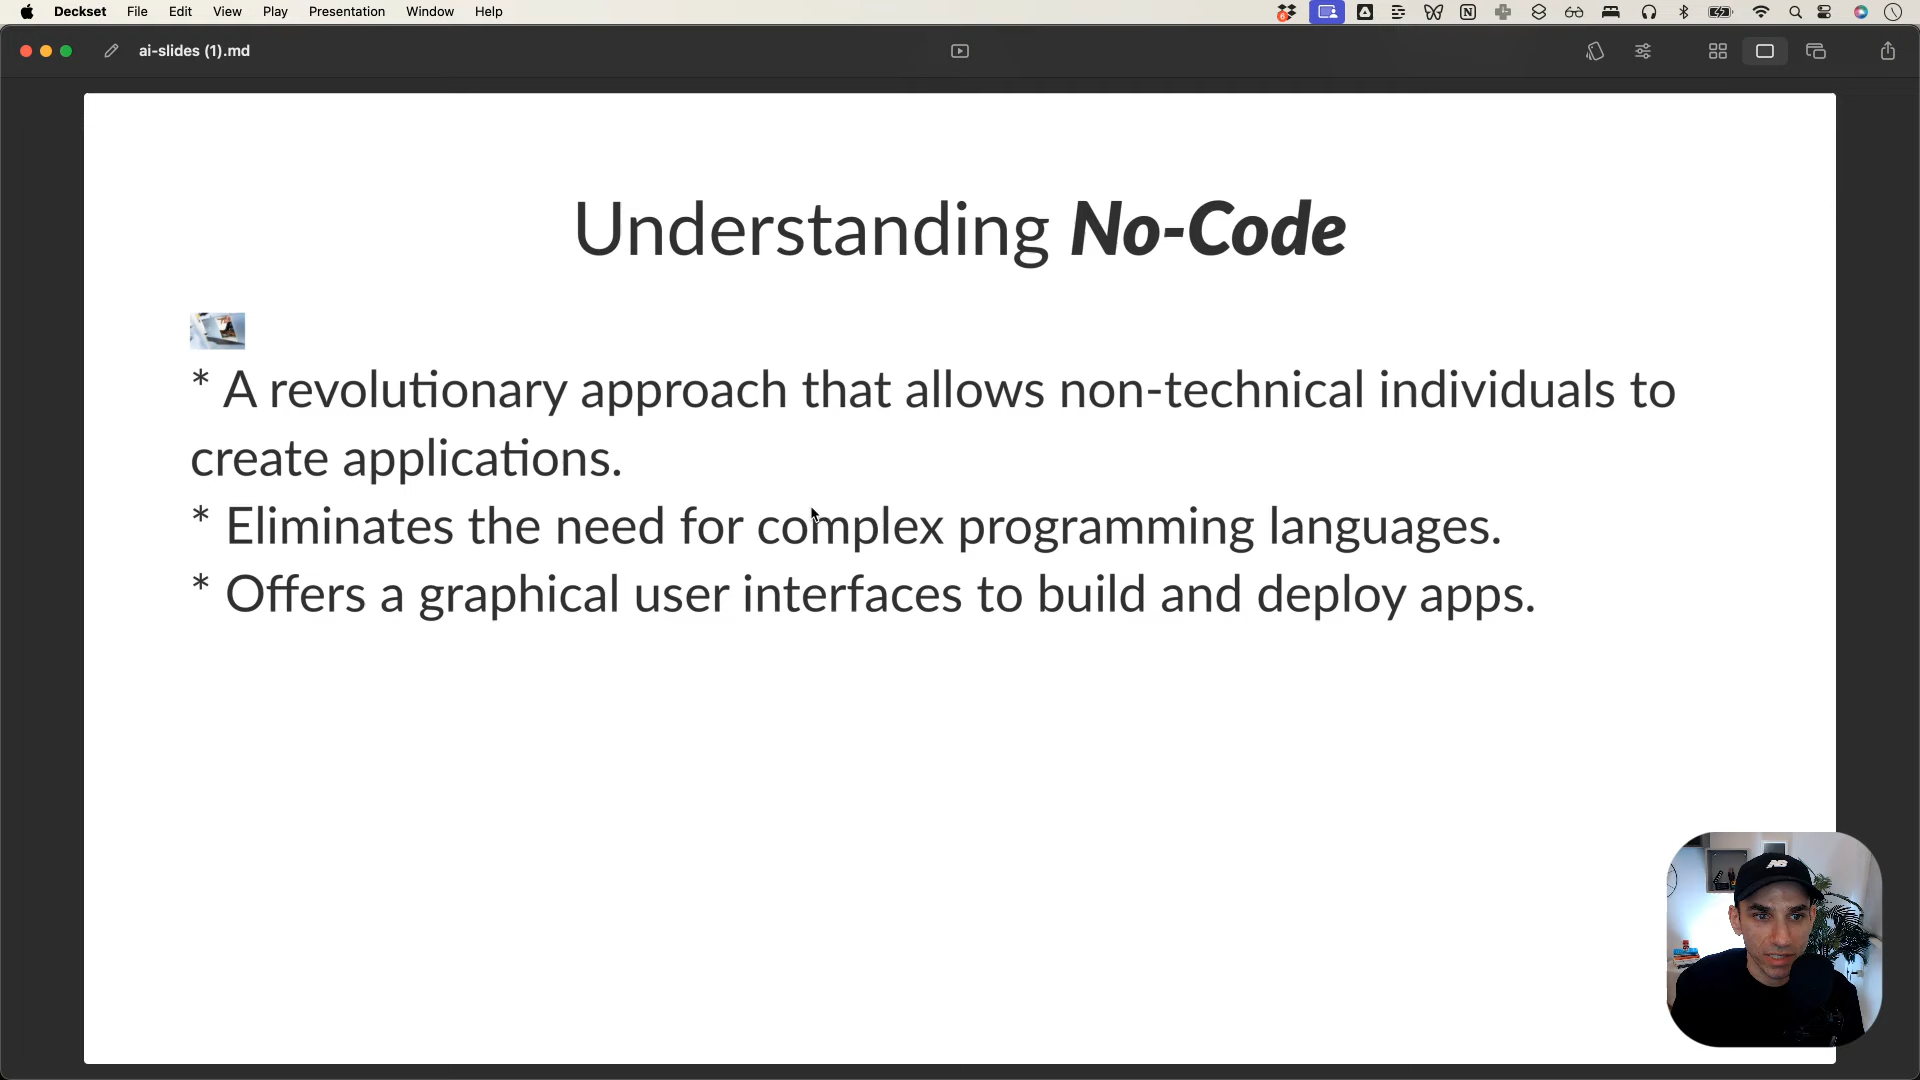 Deckset File Edit View Play Presentation Window Help
ai-slides (1).md
Understanding No-Code
* A revolutionary approach that allows non-technical individuals to
create applications.
* Eliminates the need for complex programming languages.
* Offers a graphical user interfaces to build and deploy apps.